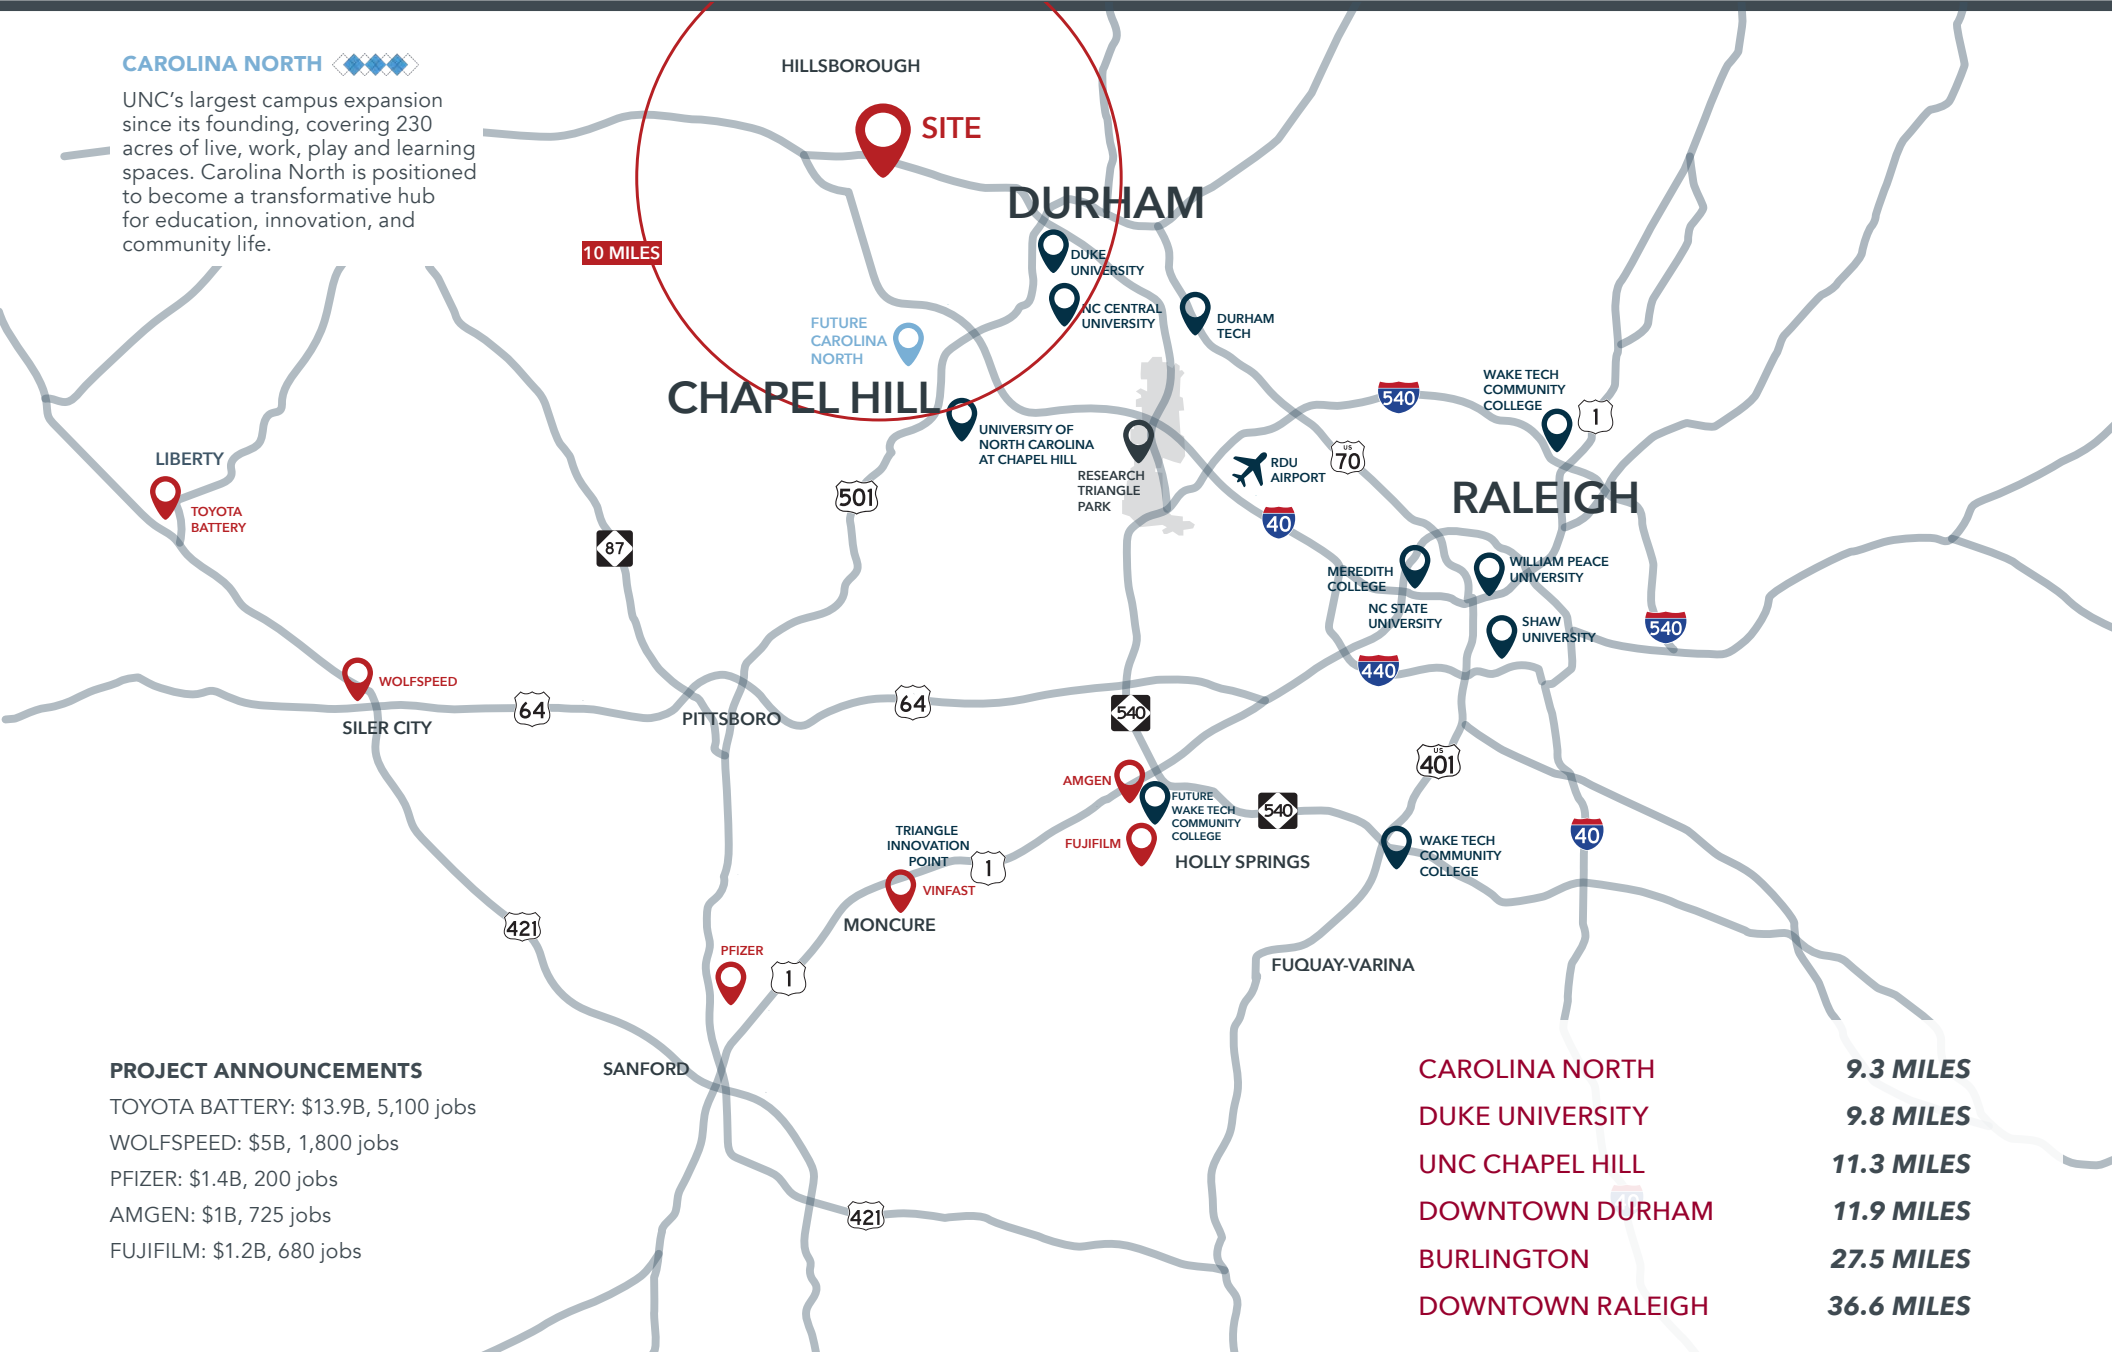 CAROLINA NORTH
UNC's largest campus expansion
since its founding, covering 230
acres of live, work, play and learning
spaces. Carolina North is positioned
to become a transformative hub
for education, innovation, and
community life.
HILLSBOROUGH
SITE
DURHAM
10 MILES
DUKE
UNIVERSITY
NC CENTRAL
UNIVERSITY
DURHAM
TECH
FUTURE
CAROLINA
NORTH
CHAPEL HILL
UNIVERSITY OF
NORTH CAROLINA
AT CHAPEL HILL
RESEARCH
TRIANGLE
PARK
RDU
AIRPORT
540
US
70
WAKE TECH
COMMUNITY
COLLEGE
1
RALEIGH
LIBERTY
TOYOTA
BATTERY
87
501
40
MEREDITH
COLLEGE
WILLIAM PEACE
UNIVERSITY
NC STATE
UNIVERSITY
SHAW
UNIVERSITY
540
440
WOLFSPEED
SILER CITY
64
PITTSBORO
64
540
US
401
AMGEN
FUTURE
WAKE TECH
COMMUNITY
COLLEGE
FUJIFILM
540
HOLLY SPRINGS
WAKE TECH
COMMUNITY
COLLEGE
40
TRIANGLE
INNOVATION
POINT
1
VINFAST
MONCURE
421
PFIZER
1
FUQUAY-VARINA
SANFORD
421
PROJECT ANNOUNCEMENTS
TOYOTA BATTERY: $13.9B, 5,100 jobs
WOLFSPEED: $5B, 1,800 jobs
PFIZER: $1.4B, 200 jobs
AMGEN: $1B, 725 jobs
FUJIFILM: $1.2B, 680 jobs
CAROLINA NORTH 9.3 MILES
DUKE UNIVERSITY 9.8 MILES
UNC CHAPEL HILL 11.3 MILES
40
DOWNTOWN DURHAM 11.9 MILES
BURLINGTON 27.5 MILES
DOWNTOWN RALEIGH 36.6 MILES